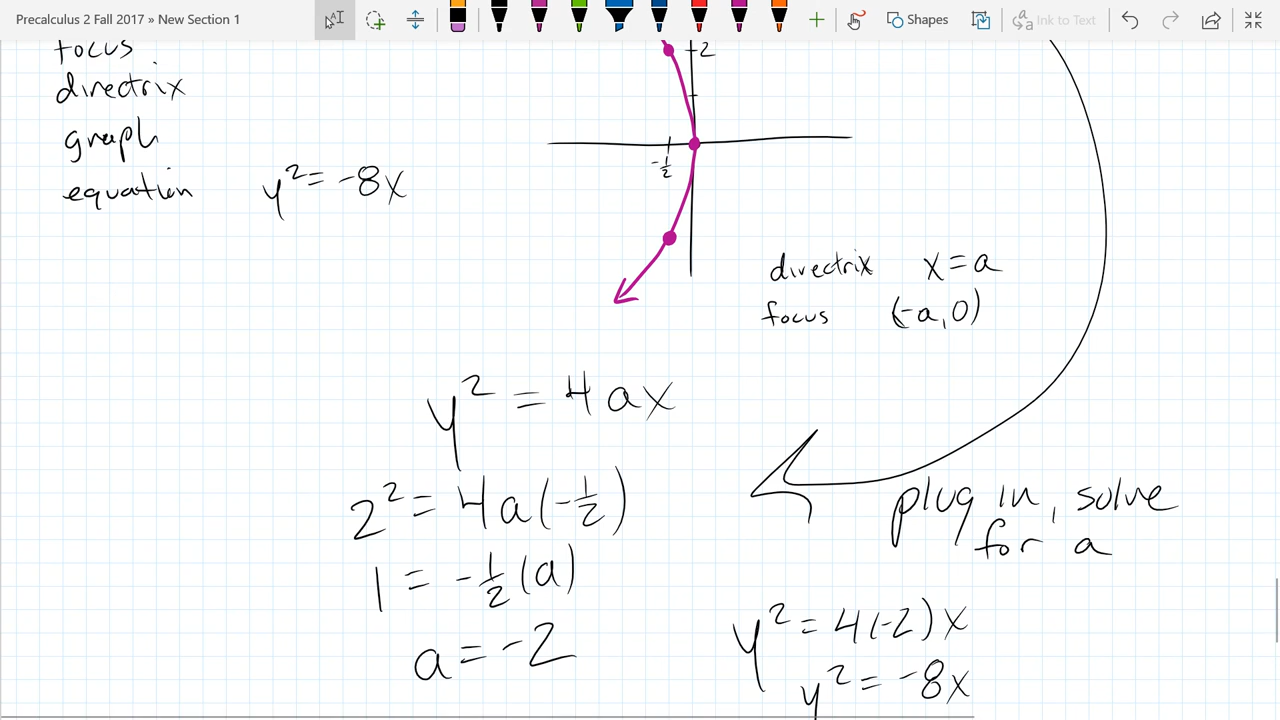 Precalculus 2 Fall 2017 » New Section 1
Shapes
Ink to Text
focus
directrix
graph
equation
y² = -8x
2
-1/2
directrix x = a
focus (-a, 0)
y² = 4ax
2² = 4a(-1/2)
1 = -1/2 (a)
a = -2
plug in, solve
for a
y² = 4(-2)x
y² = -8x